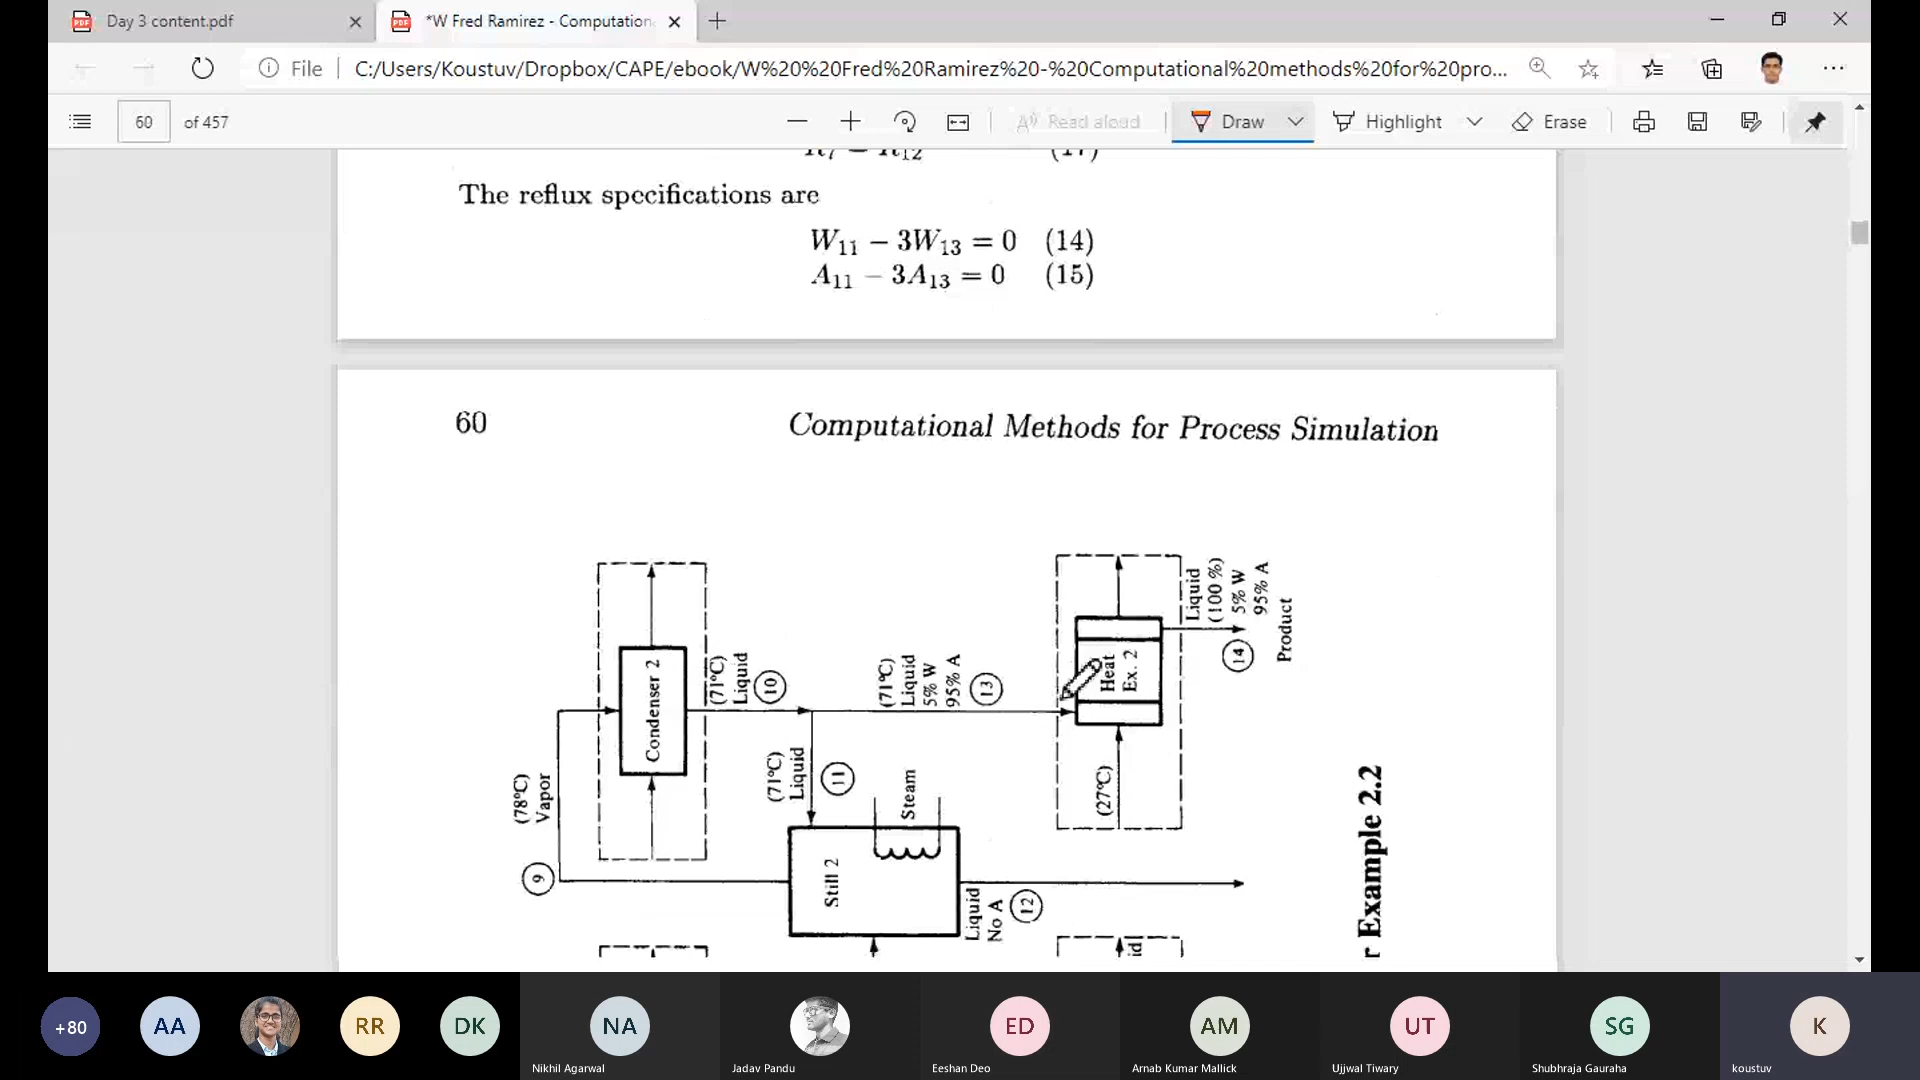 Day 3 content.pdf
*W Fred Ramirez - Computation
File
C:/Users/Koustuv/Dropbox/CAPE/ebook/W%20%20Fred%20Ramirez%20-%20Computational%20methods%20for%20pro...
60 of 457
Read aloud
Draw
Highlight
Erase
The reflux specifications are
W11 – 3W13 = 0 (14)
A11 – 3A13 = 0 (15)
60 Computational Methods for Process Simulation
(78°C)
Vapor
9
Condenser 2
(71°C)
Liquid
10
(71°C)
Liquid
11
(71°C)
Liquid
5% W
95% A
13
Still 2
Steam
Liquid
No A
12
Heat
Ex. 2
(27°C)
Liquid
(100 %)
5% W
95% A
14
Product
r Example 2.2
id
+80
AA
RR
DK
NA
Nikhil Agarwal
Jadav Pandu
ED
Eeshan Deo
AM
Arnab Kumar Mallick
UT
Ujjwal Tiwary
SG
Shubhraja Gauraha
K
koustuv